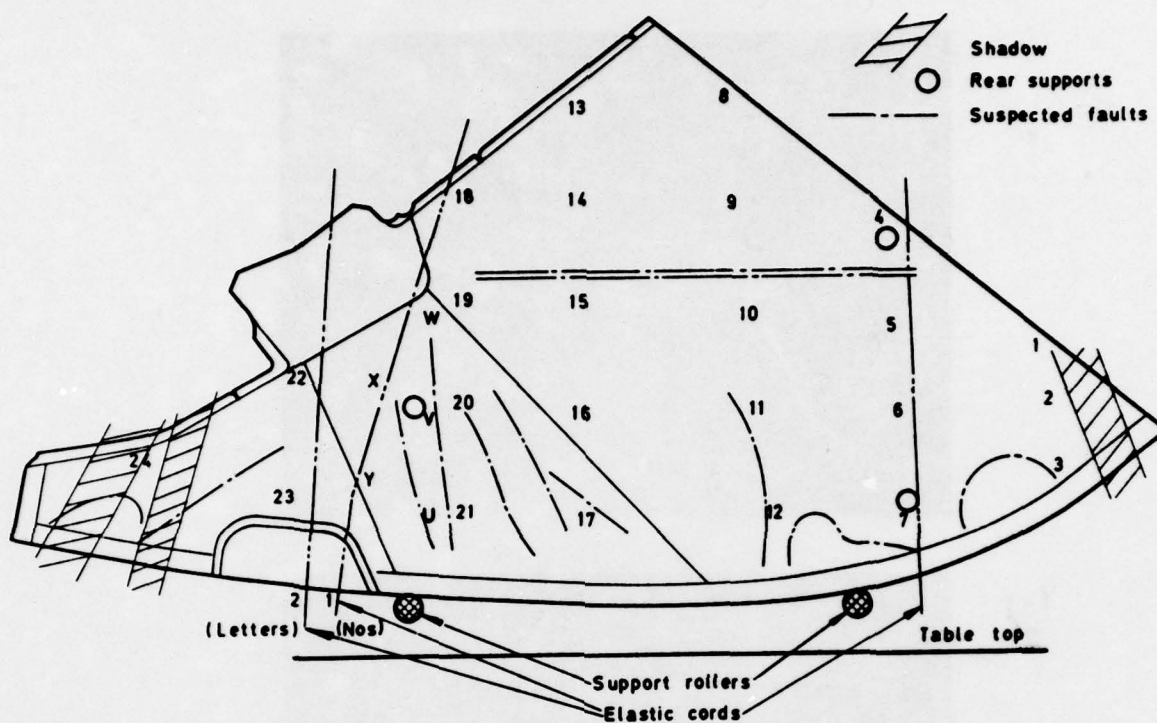 Shadow
Rear supports
Suspected faults
13
8
18
14
9
4
19
15
10
5
W
1
22
X
20
V
16
11
6
2
24
Y
3
23
U
21
17
12
7
2
1
(Letters)
(Nos)
Table top
Support rollers
Elastic cords